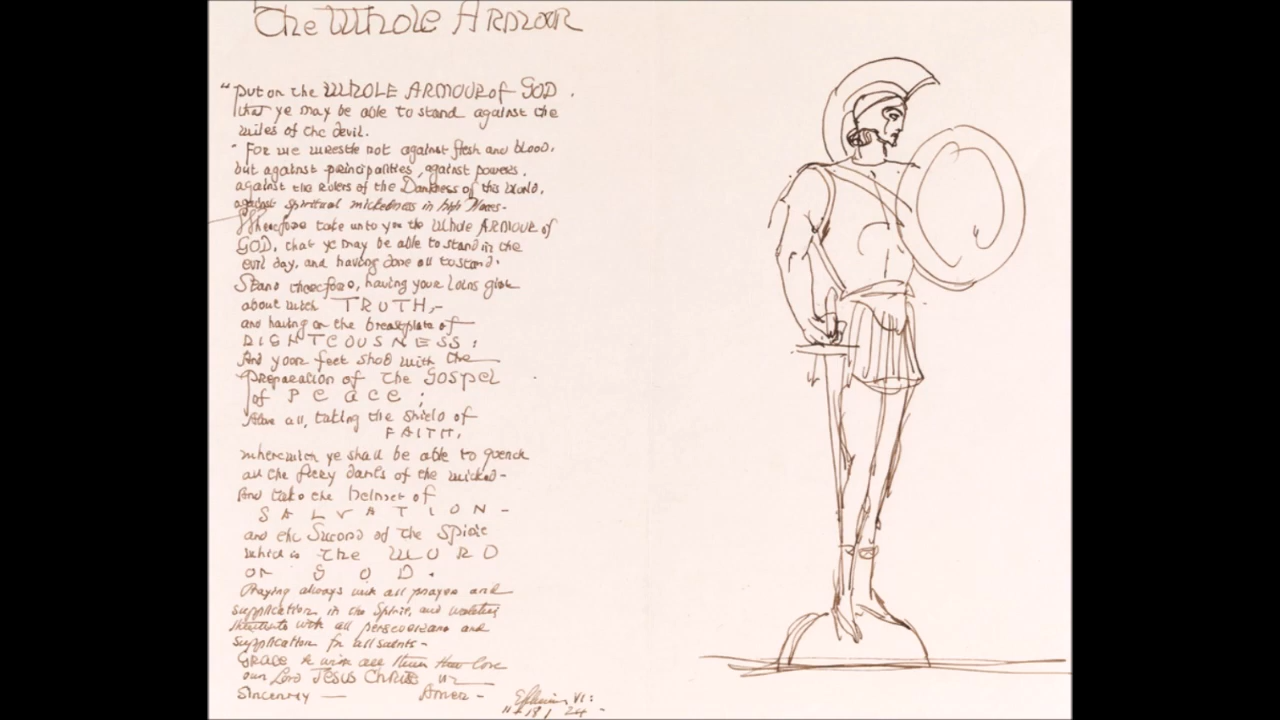 The Whole Armour
"Put on the WHOLE ARMOUR of GOD.
that ye may be able to stand against the
wiles of the devil.
"For we wrestle not against flesh and blood,
but against principalities, against powers,
against the Rulers of the Darkness of this World,
against spiritual wickedness in high Places-
Wherefore take unto you the Whole ARMOUR of
GOD, that ye may be able to stand in the
evil day, and having done all to stand.
Stand therefore, having your Loins girt
about with TRUTH,-
and having on the breastplate of
RIGHTEOUSNESS:
And your feet shod with the
Preparation of the Gospel
of PEACE;
Above all, taking the shield of
FAITH,
wherewith ye shall be able to quench
all the fiery darts of the wicked-
And take the helmet of
SALVATION-
and the Sword of the Spirit
which is the WORD
OF GOD.
Praying always with all prayer and
supplication in the Spirit, and watching
with all perseverance and
supplication for all saints-
GRACE be with all them that love
our Lord Jesus Christ in
Sincerity — Amen-
Ephesians VI:
11-18 / 24-